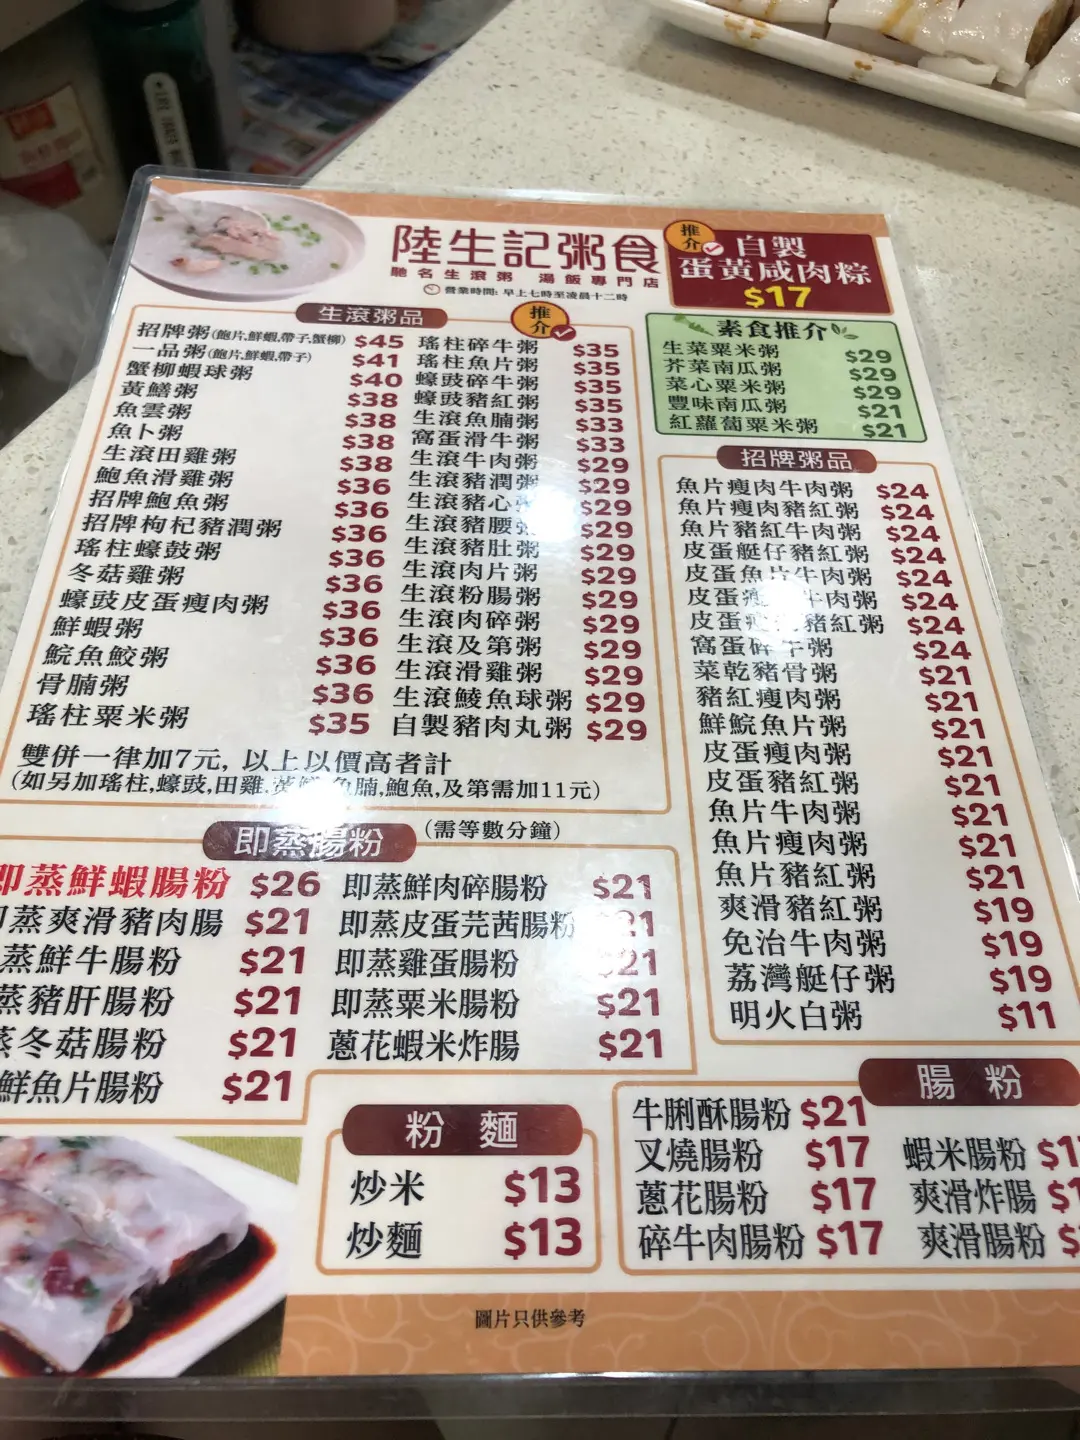 陸生記粥食
馳名生滾粥 湯飯專門店
營業時間: 早上七時至凌晨十二時
推介
自製
蛋黃咸肉粽
$17
生滾粥品
推介
招牌粥(鮑片,鮮蝦,帶子,蟹柳) $45
一品粥(鮑片,鮮蝦,帶子) $41
蟹柳蝦球粥 $40
黃鱔粥 $38
魚雲粥 $38
魚卜粥 $38
生滾田雞粥 $38
鮑魚滑雞粥 $36
招牌鮑魚粥 $36
招牌枸杞豬潤粥 $36
瑤柱蠔鼓粥 $36
冬菇雞粥 $36
蠔豉皮蛋瘦肉粥 $36
鮮蝦粥 $36
鯇魚鮫粥 $36
骨腩粥 $36
瑤柱粟米粥 $35
瑤柱碎牛粥 $35
瑤柱魚片粥 $35
蠔豉碎牛粥 $35
蠔豉豬紅粥 $35
生滾魚腩粥 $33
窩蛋滑牛粥 $33
生滾牛肉粥 $29
生滾豬潤粥 $29
生滾豬心 $29
生滾豬腰粥 $29
生滾豬肚粥 $29
生滾肉片粥 $29
生滾粉腸粥 $29
生滾肉碎粥 $29
生滾及第粥 $29
生滾滑雞粥 $29
生滾鯪魚球粥 $29
自製豬肉丸粥 $29
雙併一律加7元, 以上以價高者計
(如另加瑤柱,蠔豉,田雞, 魚腩,鮑魚,及第需加11元)
素食推介
生菜粟米粥 $29
芥菜南瓜粥 $29
菜心粟米粥 $29
豐味南瓜粥 $21
紅蘿蔔粟米粥 $21
招牌粥品
魚片瘦肉牛肉粥 $24
魚片瘦肉豬紅粥 $24
魚片豬紅牛肉粥 $24
皮蛋艇仔豬紅粥 $24
皮蛋魚片牛肉粥 $24
皮蛋瘦 牛肉粥 $24
皮蛋 豬紅粥 $24
窩蛋碎牛粥 $24
菜乾豬骨粥 $21
豬紅瘦肉粥 $21
鮮鯇魚片粥 $21
皮蛋瘦肉粥 $21
皮蛋豬紅粥 $21
魚片牛肉粥 $21
魚片瘦肉粥 $21
魚片豬紅粥 $21
爽滑豬紅粥 $19
免治牛肉粥 $19
荔灣艇仔粥 $19
明火白粥 $11
即蒸腸粉 (需等數分鐘)
即蒸鮮蝦腸粉 $26
即蒸爽滑豬肉腸 $21
蒸鮮牛腸粉 $21
蒸豬肝腸粉 $21
蒸冬菇腸粉 $21
鮮魚片腸粉 $21
即蒸鮮肉碎腸粉 $21
即蒸皮蛋芫茜腸粉 21
即蒸雞蛋腸粉 21
即蒸粟米腸粉 $21
蔥花蝦米炸腸 $21
粉麵
炒米 $13
炒麵 $13
腸粉
牛脷酥腸粉 $21
叉燒腸粉 $17
蔥花腸粉 $17
碎牛肉腸粉 $17
蝦米腸粉 $1
爽滑炸腸 $1
爽滑腸粉 $
圖片只供參考